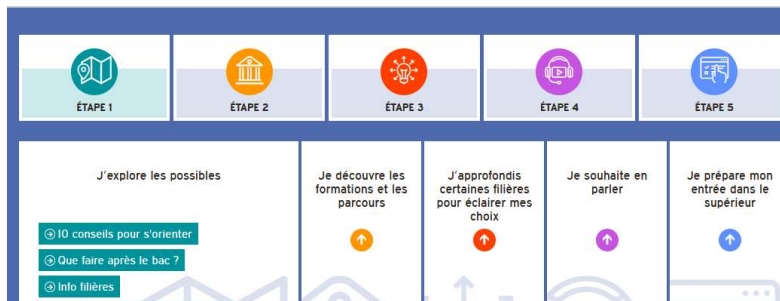 ÉTAPE 1
ÉTAPE 2
ÉTAPE 3
ÉTAPE 4
ÉTAPE 5
J'explore les possibles
10 conseils pour s'orienter
Que faire après le bac ?
Info filières
Je découvre les
formations et les
parcours
J'approfondis
certaines filières
pour éclairer mes
choix
Je souhaite en
parler
Je prépare mon
entrée dans le
supérieur